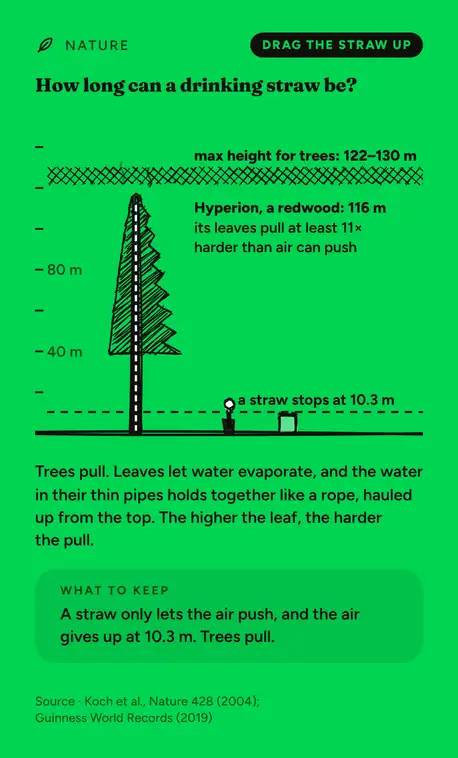 NATURE
DRAG THE STRAW UP
How long can a drinking straw be?
max height for trees: 122–130 m
Hyperion, a redwood: 116 m
its leaves pull at least 11×
harder than air can push
80 m
40 m
a straw stops at 10.3 m
Trees pull. Leaves let water evaporate, and the water
in their thin pipes holds together like a rope, hauled
up from the top. The higher the leaf, the harder
the pull.
WHAT TO KEEP
A straw only lets the air push, and the air
gives up at 10.3 m. Trees pull.
Source · Koch et al., Nature 428 (2004);
Guinness World Records (2019)